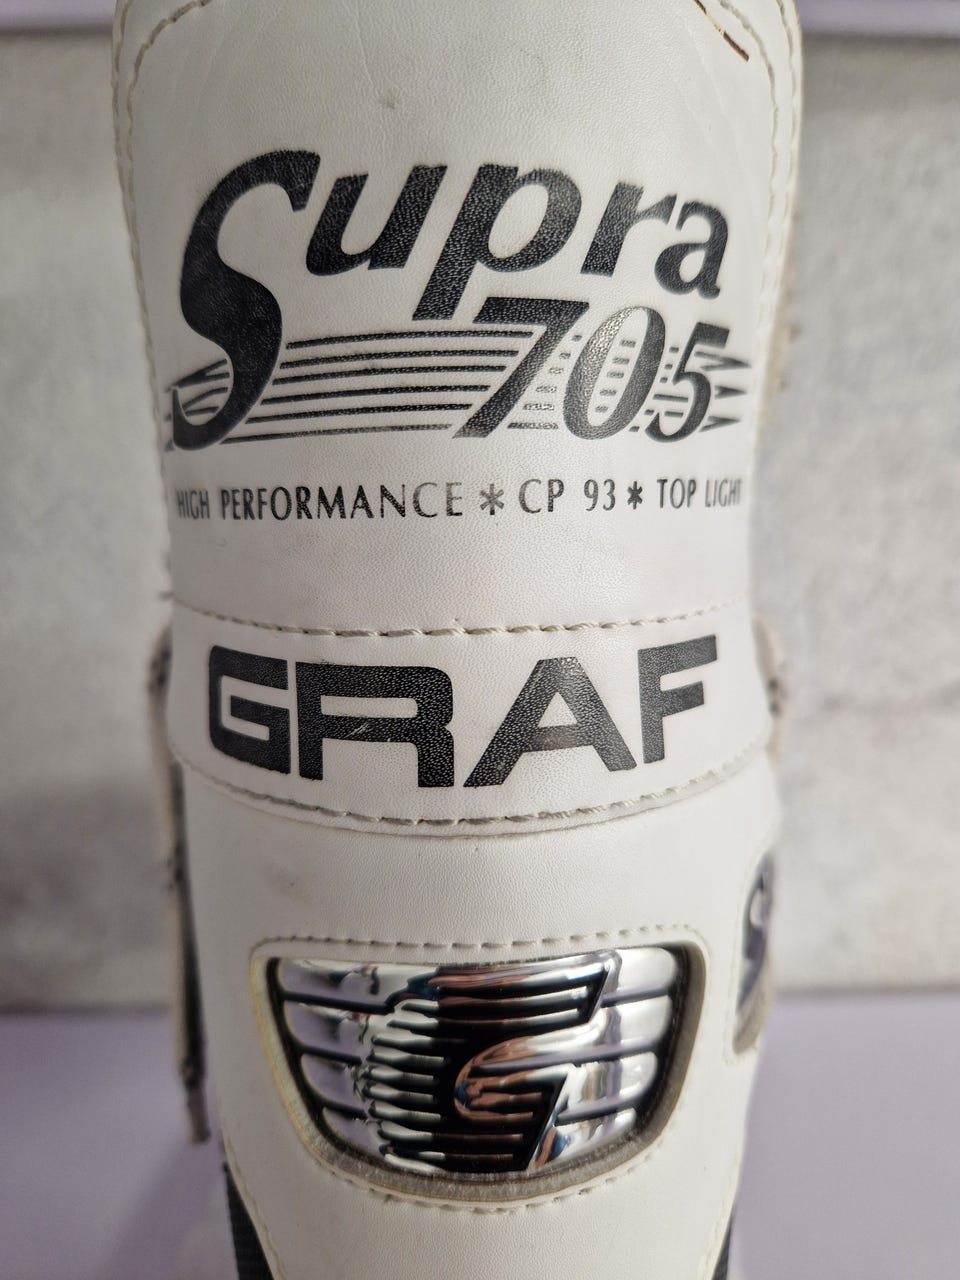 Supra
705
HIGH PERFORMANCE * CP 93 * TOP LIGHT
GRAF
G